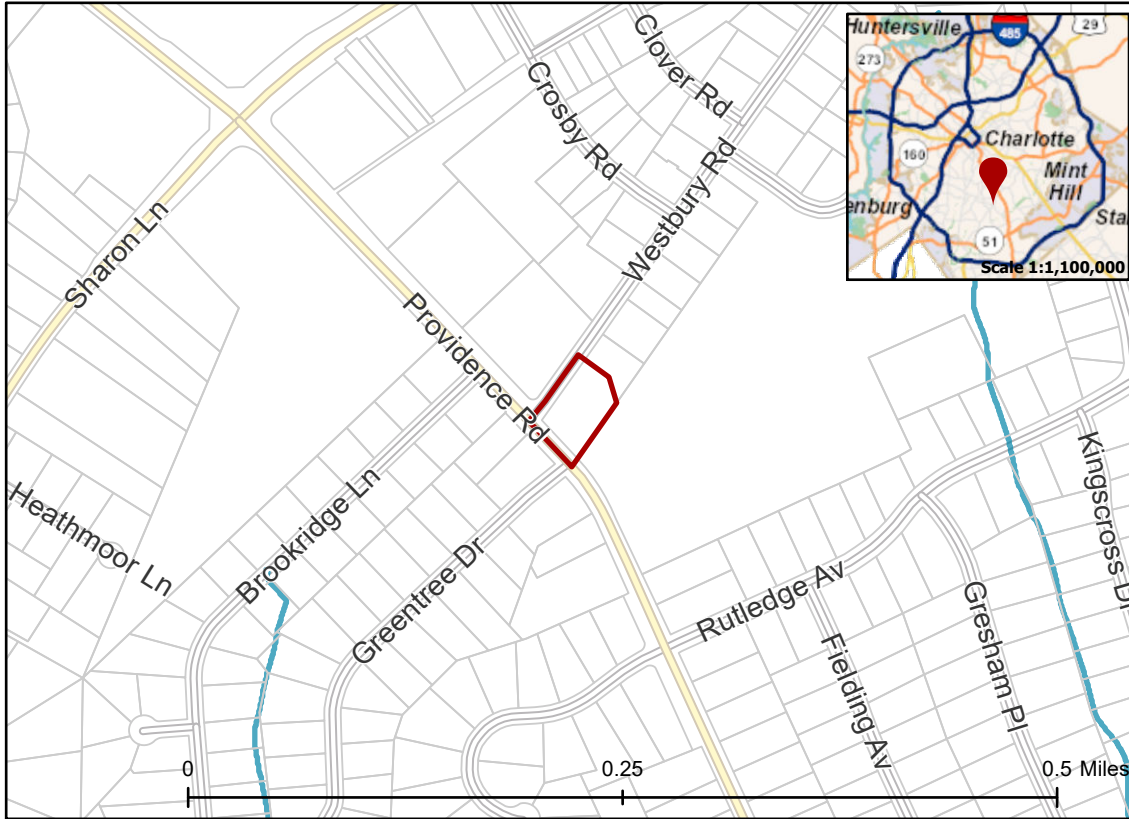 Clover Rd
Crosby Rd
Westbury Rd
Sharon Ln
Providence Rd
Heathmoor Ln
Brookridge Ln
Greentree Dr
Rutledge Av
Gresham Pl
Fielding Av
Kingscross Dr
Huntersville
485
29
273
Charlotte
160
Mint
Hill
enburg
Sta
51
Scale 1:1,100,000
0
0.25
0.5 Miles